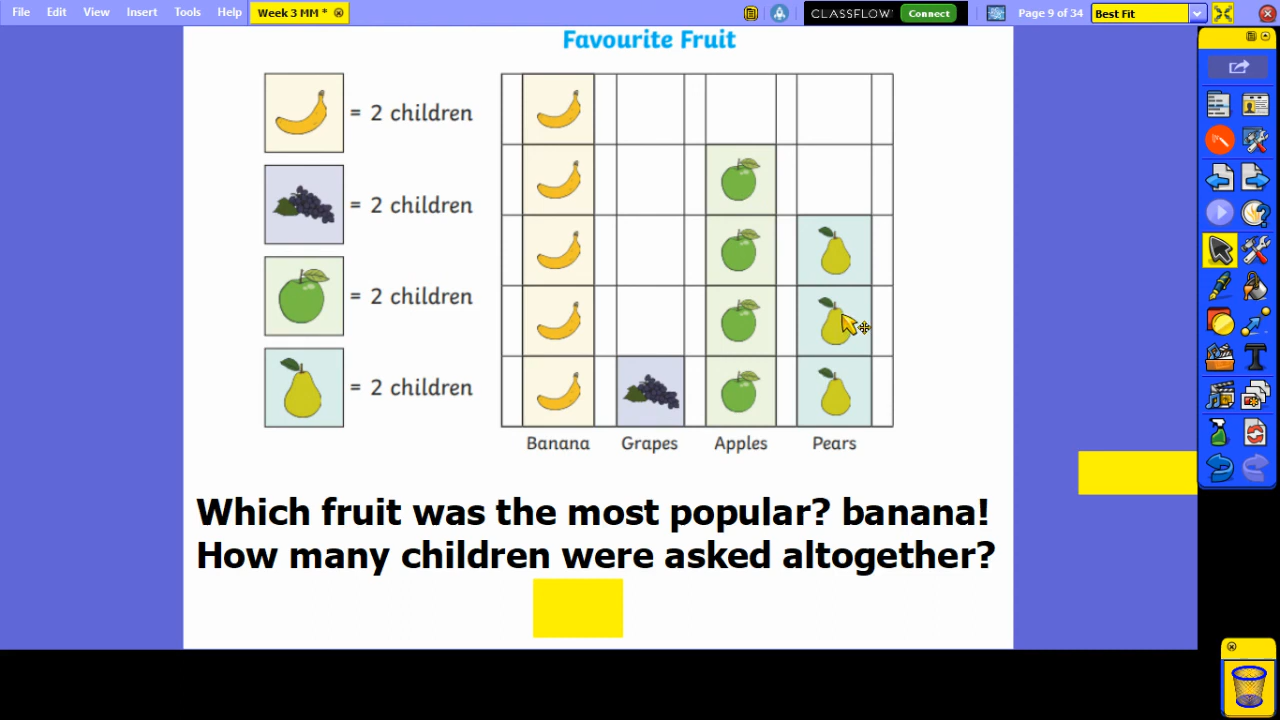 File Edit View Insert Tools Help Week 3 MM * CLASSFLOW Connect Page 9 of 34 Best Fit
Favourite Fruit
= 2 children
= 2 children
= 2 children
= 2 children
Banana Grapes Apples Pears
Which fruit was the most popular? banana!
How many children were asked altogether?